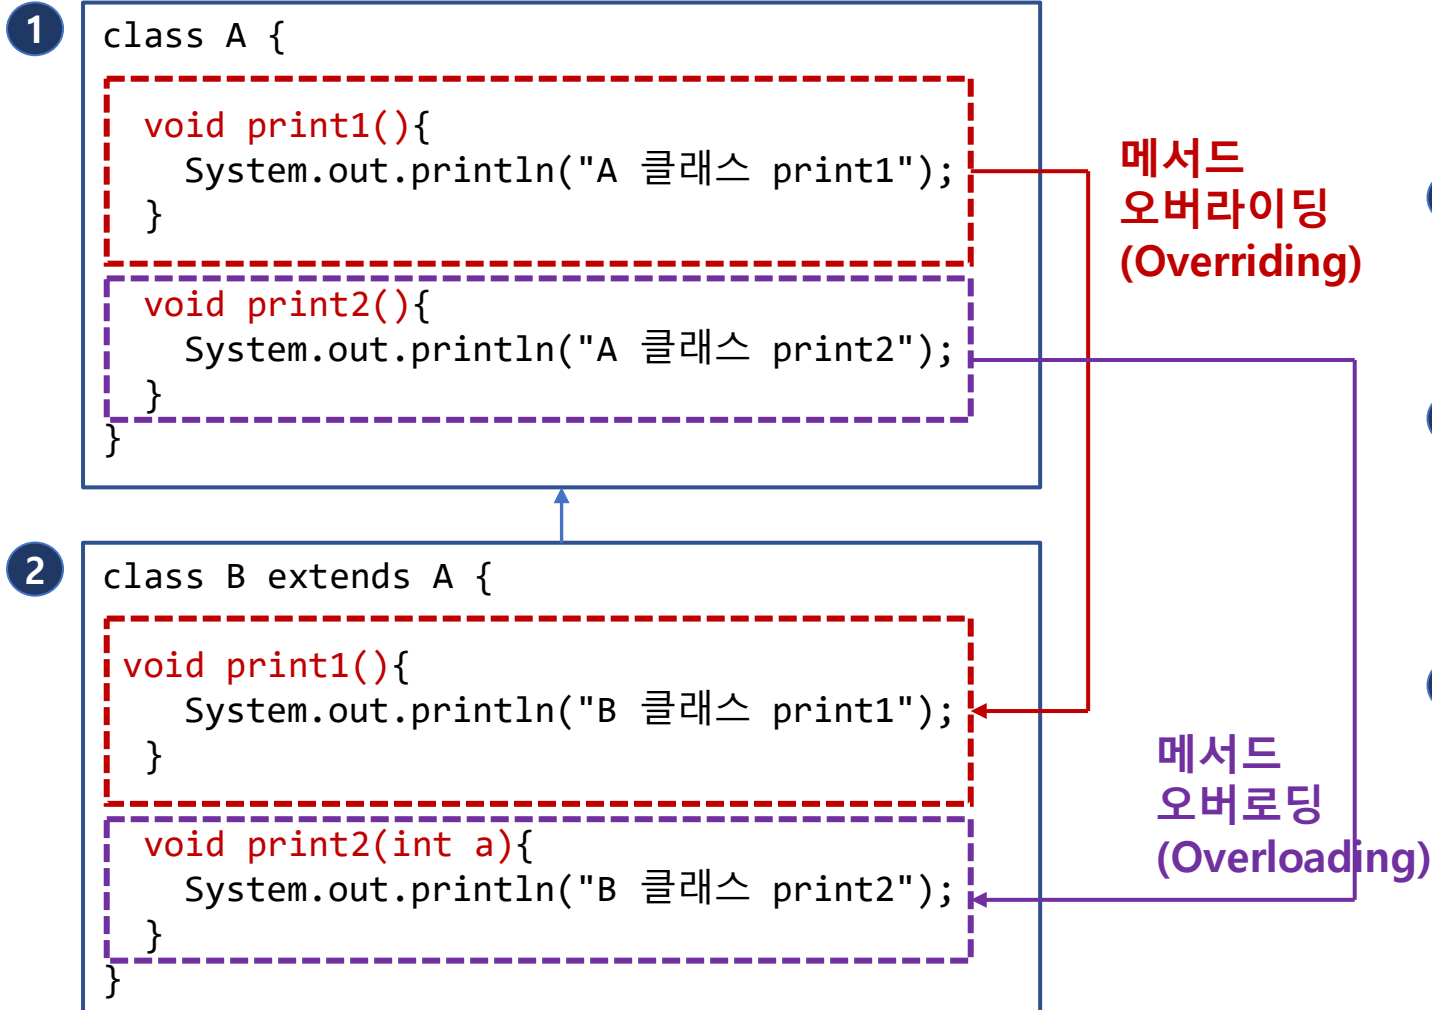 1
class A {
void print1(){
System.out.println("A 클래스 print1");
}
void print2(){
System.out.println("A 클래스 print2");
}
}
메서드
오버라이딩
(Overriding)
2
class B extends A {
void print1(){
System.out.println("B 클래스 print1");
}
void print2(int a){
System.out.println("B 클래스 print2");
}
}
메서드
오버로딩
(Overloading)